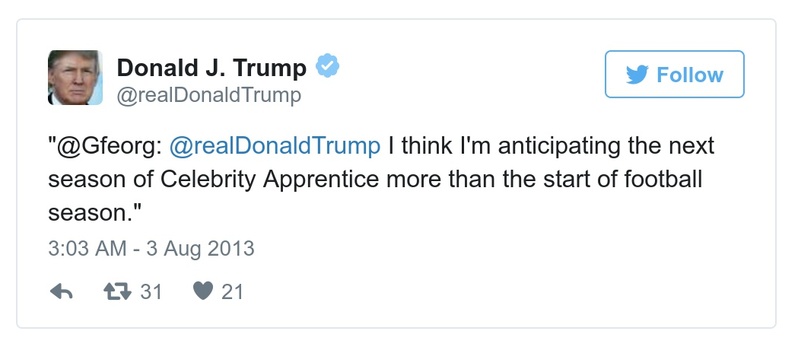 Donald J. Trump
@realDonaldTrump
Follow
"@Gfeorg: @realDonaldTrump I think I'm anticipating the next
season of Celebrity Apprentice more than the start of football
season."
3:03 AM - 3 Aug 2013
31 21